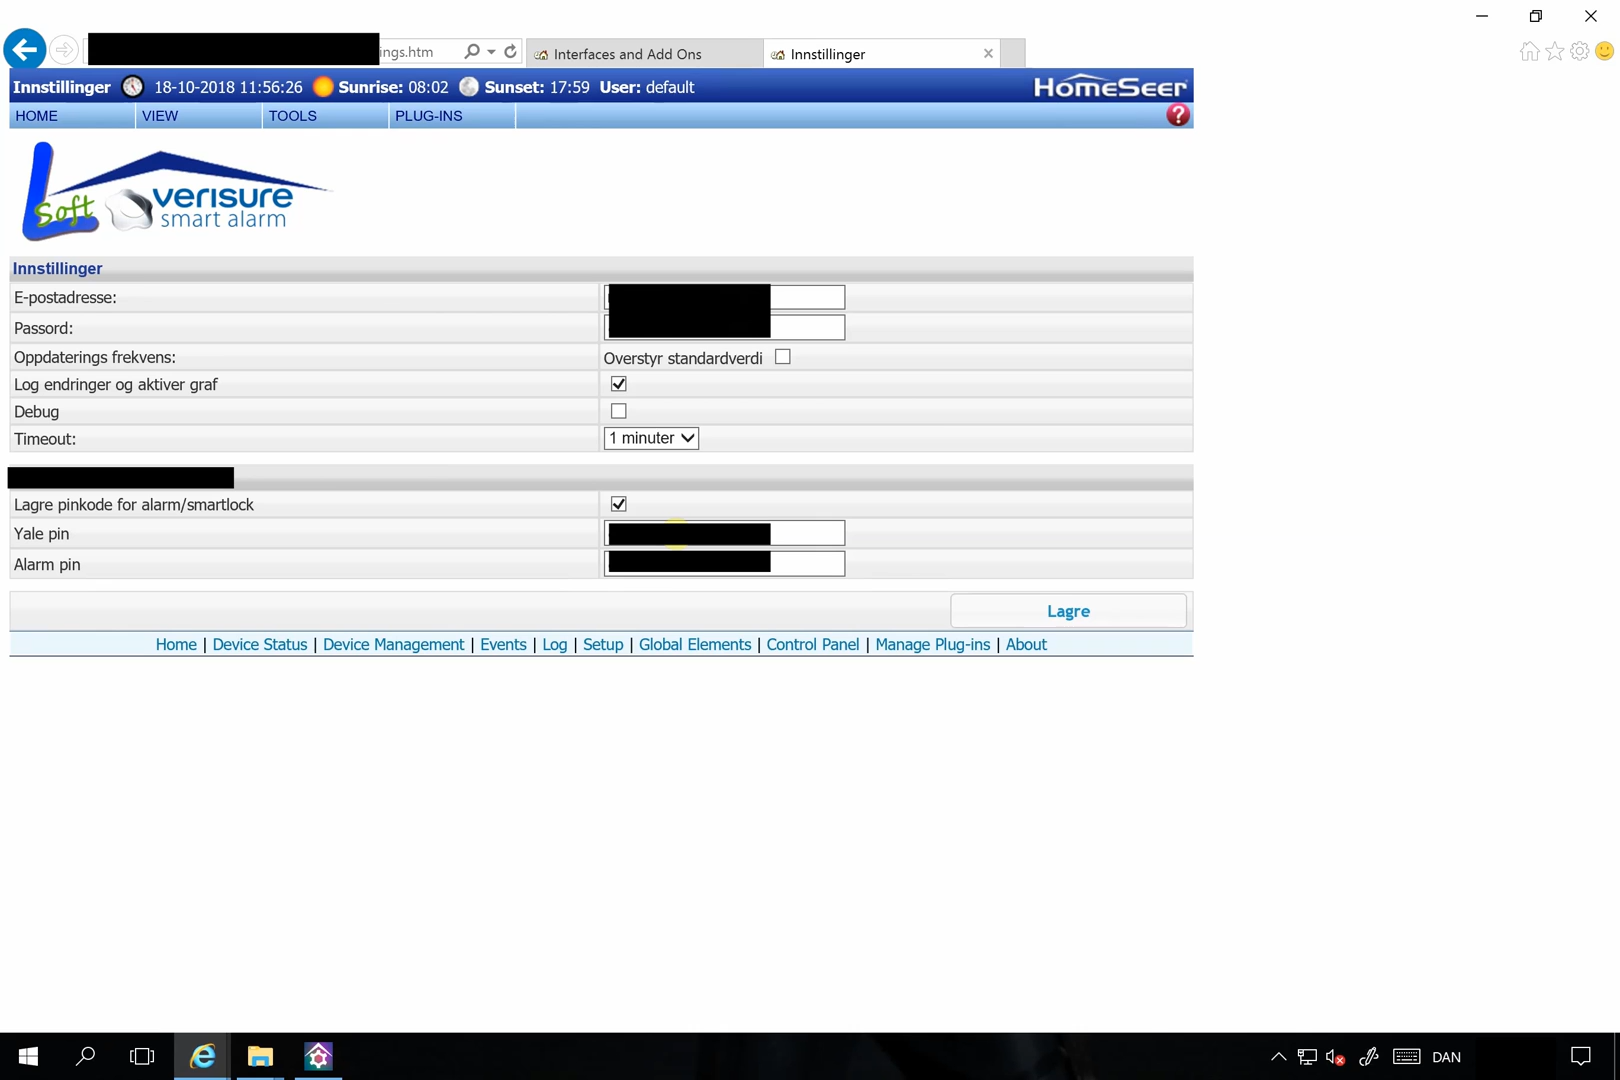 ings.htm
Interfaces and Add Ons
Innstillinger
Innstillinger 18-10-2018 11:56:26 Sunrise: 08:02 Sunset: 17:59 User: default
HomeSeer
HOME VIEW TOOLS PLUG-INS ?
L Soft verisure
smart alarm
Innstillinger
E-postadresse:
Passord:
Oppdaterings frekvens: Overstyr standardverdi
Log endringer og aktiver graf
Debug
Timeout: 1 minuter
Lagre pinkode for alarm/smartlock
Yale pin
Alarm pin
Lagre
Home | Device Status | Device Management | Events | Log | Setup | Global Elements | Control Panel | Manage Plug-ins | About
DAN